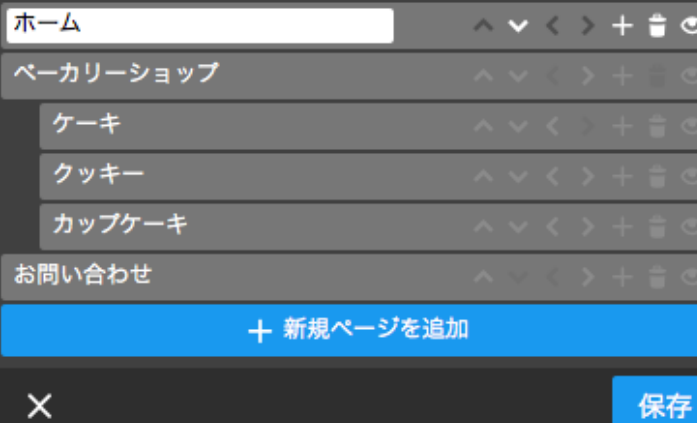 ホーム
ベーカリーショップ
ケーキ
クッキー
カップケーキ
お問い合わせ
新規ページを追加
保存